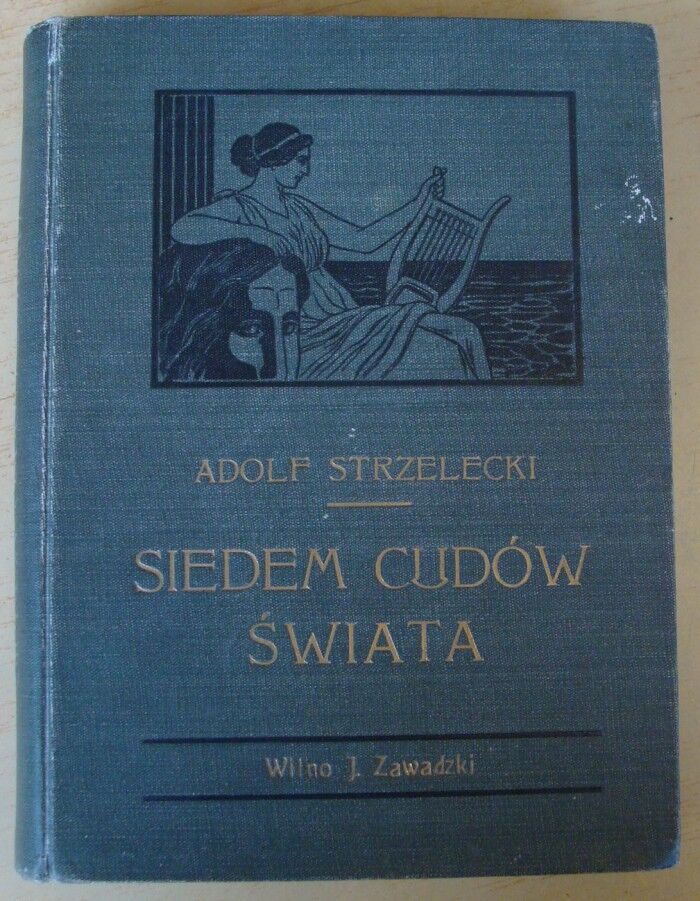 ADOLF STRZELECKI
SIEDEM CUDÓW
ŚWIATA
Wilno J. Zawadzki